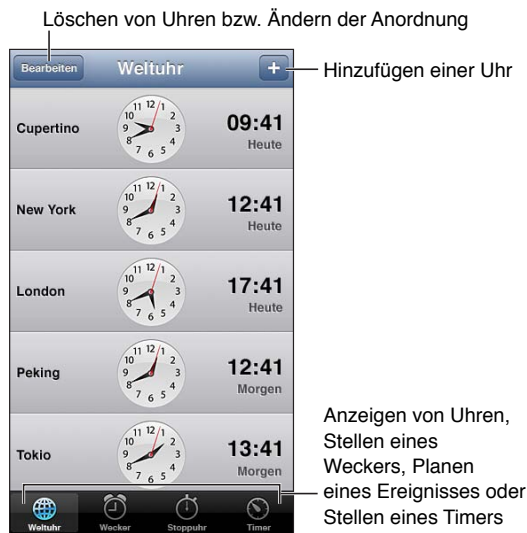 Löschen von Uhren bzw. Ändern der Anordnung
Bearbeiten
Weltuhr
+
Hinzufügen einer Uhr
Cupertino
09:41
Heute
New York
12:41
Heute
London
17:41
Heute
Peking
12:41
Morgen
Tokio
13:41
Morgen
Anzeigen von Uhren,
Stellen eines
Weckers, Planen
eines Ereignisses oder
Stellen eines Timers
Weltuhr
Wecker
Stoppuhr
Timer